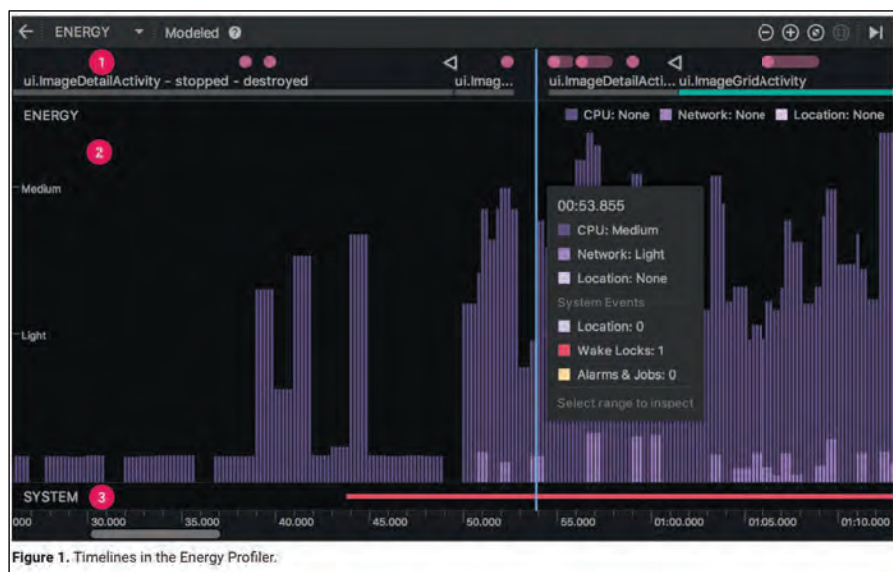 ENERGY Modeled ?
1
ui.ImageDetailActivity - stopped - destroyed ui.Imag... ui.ImageDetailActi... ui.ImageGridActivity
ENERGY CPU: None Network: None Location: None
2
Medium
00:53.855
CPU: Medium
Network: Light
Location: None
System Events
Light
Location: 0
Wake Locks: 1
Alarms & Jobs: 0
Select range to inspect
SYSTEM 3
000 30.000 35.000 40.000 45.000 50.000 55.000 01:00.000 01:05.000 01:10.000
Figure 1. Timelines in the Energy Profiler.